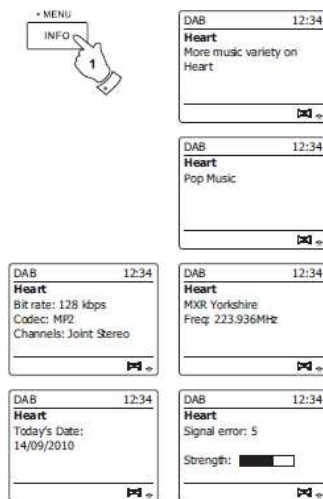 • MENU
INFO
1
DAB 12:34
Heart
More music variety on
Heart
DAB 12:34
Heart
Pop Music
DAB 12:34
Heart
Bit rate: 128 kbps
Codec: MP2
Channels: Joint Stereo
DAB 12:34
Heart
MXR Yorkshire
Freq: 223.936MHz
DAB 12:34
Heart
Today's Date:
14/09/2010
DAB 12:34
Heart
Signal error: 5
Strength: